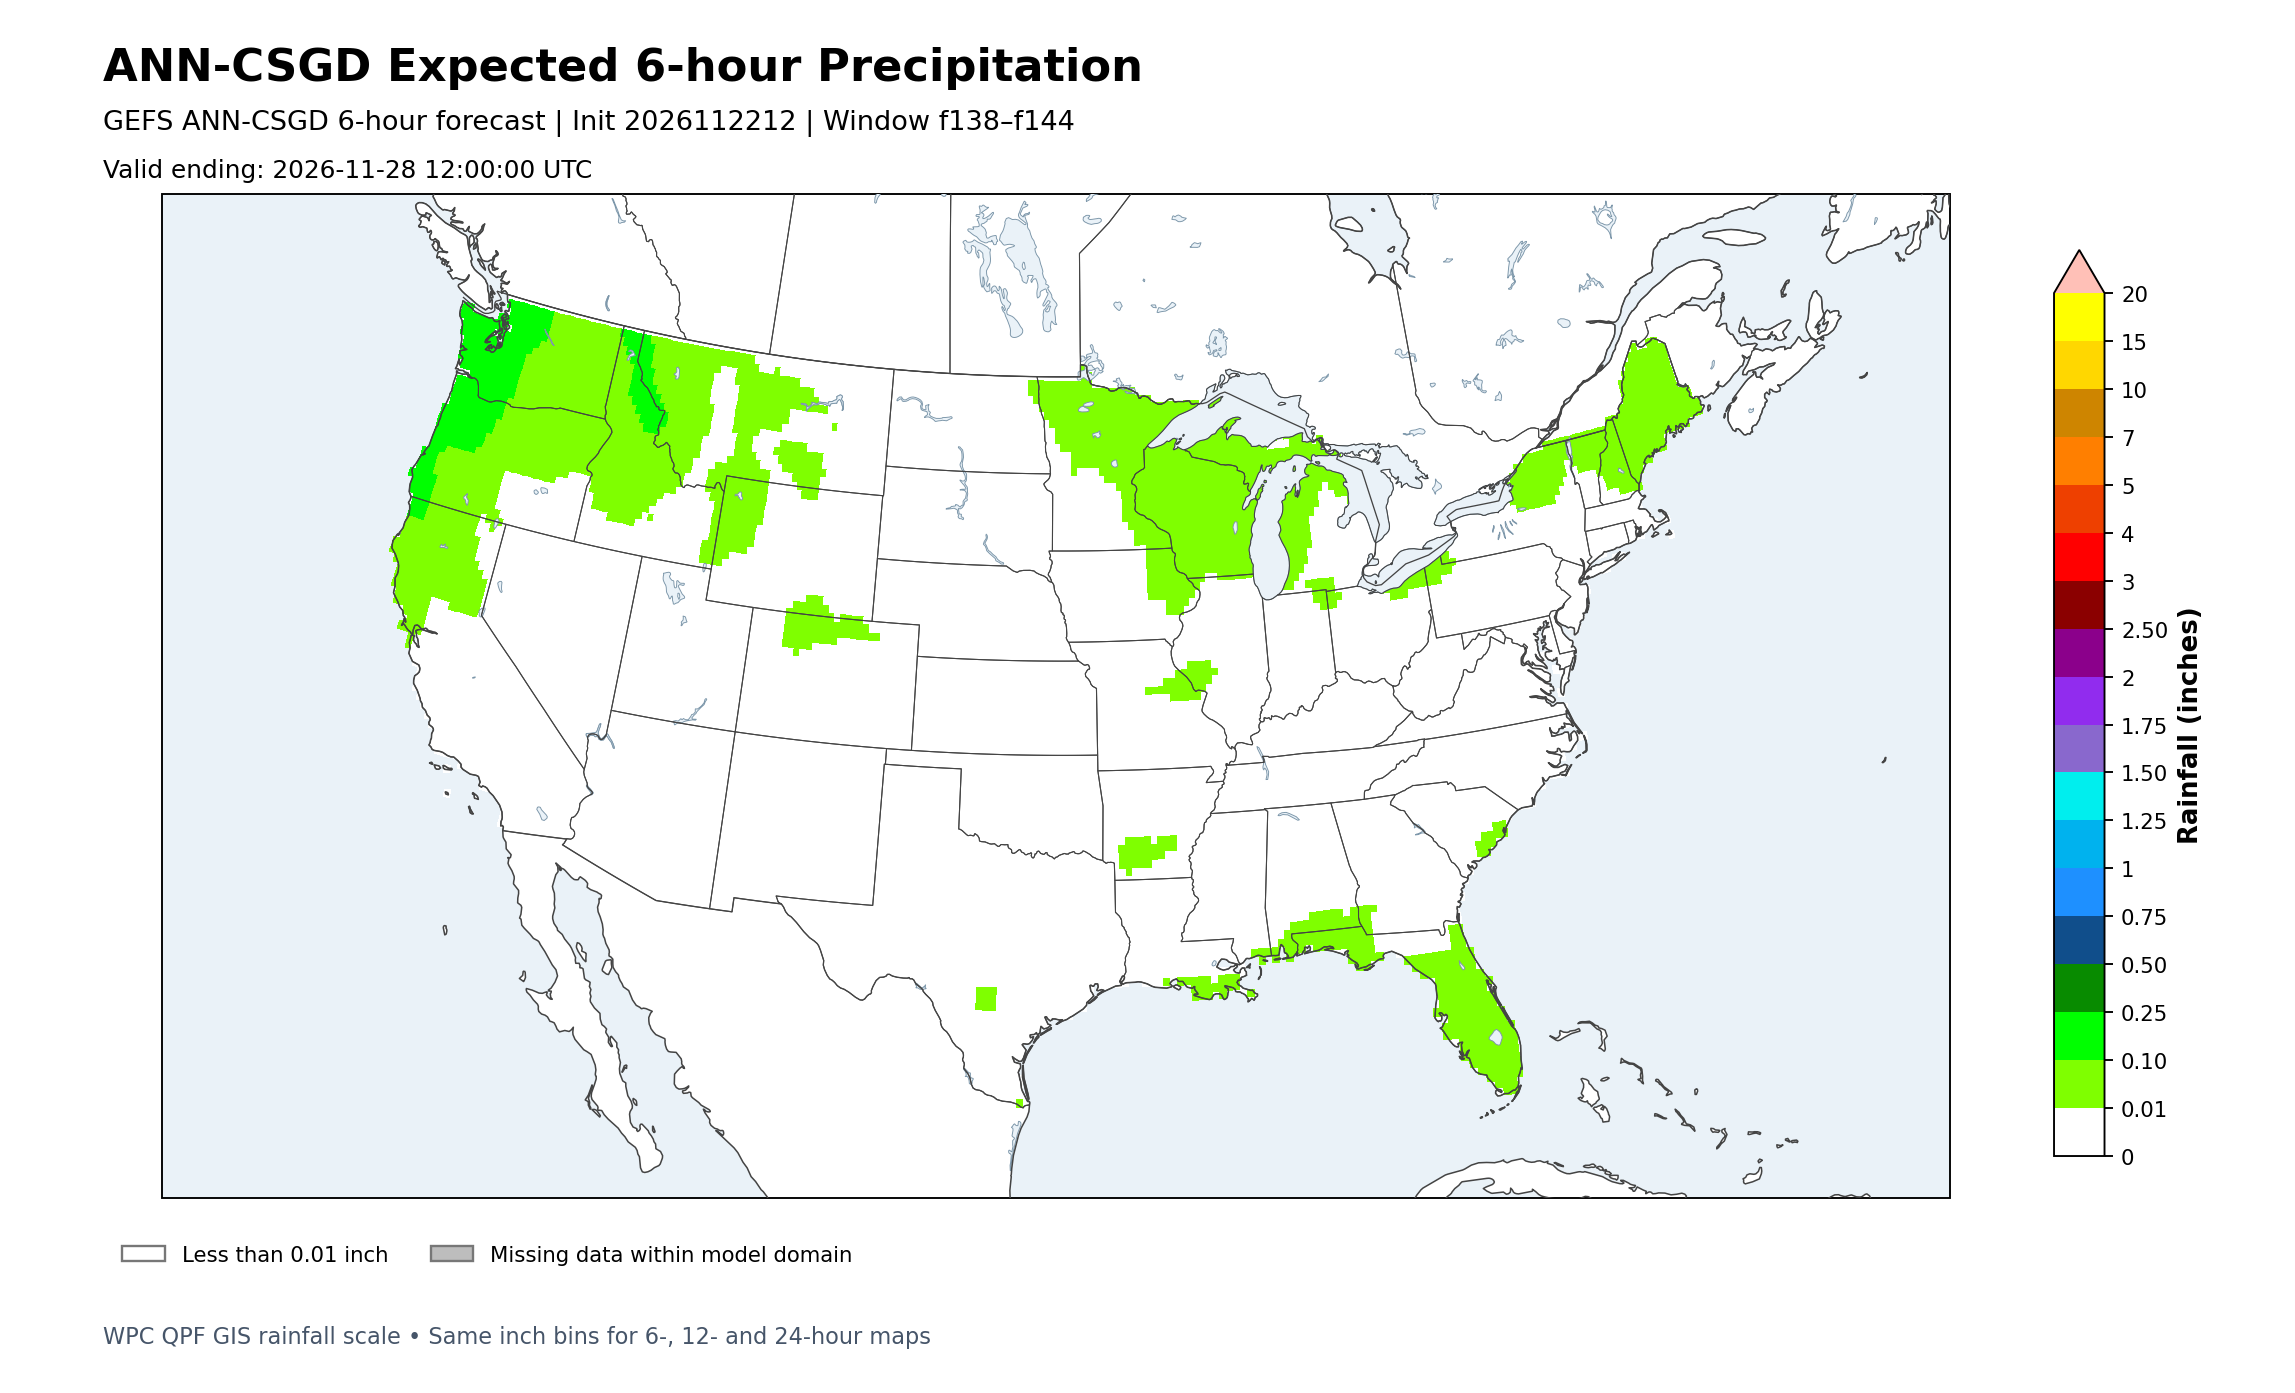 ANN-CSGD Expected 6-hour Precipitation
GEFS ANN-CSGD 6-hour forecast | Init 2026112212 | Window f138–f144
Valid ending: 2026-11-28 12:00:00 UTC
20
15
10
7
5
4
3
2.50
2
1.75
1.50
1.25
1
0.75
0.50
0.25
0.10
0.01
0
Rainfall (inches)
Less than 0.01 inch
Missing data within model domain
WPC QPF GIS rainfall scale • Same inch bins for 6-, 12- and 24-hour maps